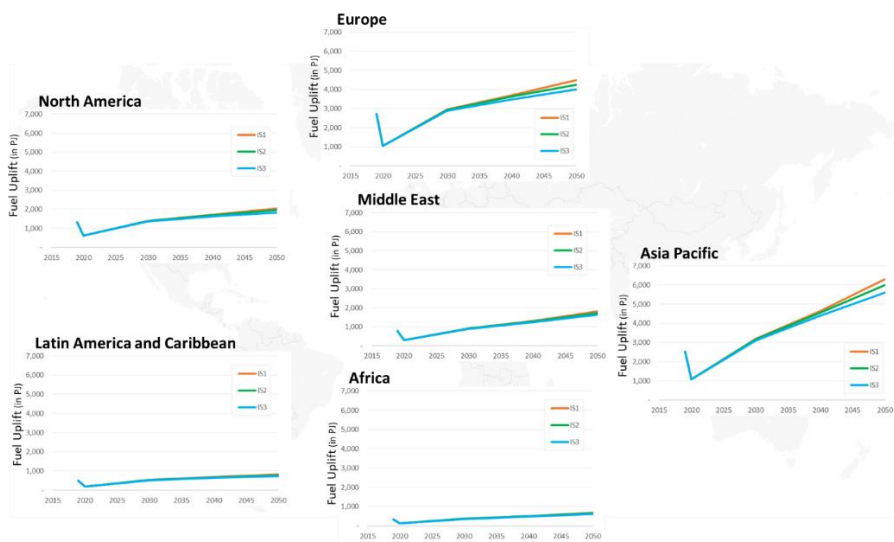 Europe
Fuel Uplift (in PJ)
7,000
6,000
5,000
4,000
3,000
2,000
1,000
-
2015 2020 2025 2030 2035 2040 2045 2050
IS1
IS2
IS3
North America
Fuel Uplift (in PJ)
7,000
6,000
5,000
4,000
3,000
2,000
1,000
-
2015 2020 2025 2030 2035 2040 2045 2050
IS1
IS2
IS3
Middle East
Fuel Uplift (in PJ)
7,000
6,000
5,000
4,000
3,000
2,000
1,000
-
2015 2020 2025 2030 2035 2040 2045 2050
IS1
IS2
IS3
Asia Pacific
Fuel Uplift (in PJ)
7,000
6,000
5,000
4,000
3,000
2,000
1,000
-
2015 2020 2025 2030 2035 2040 2045 2050
IS1
IS2
IS3
Latin America and Caribbean
Fuel Uplift (in PJ)
7,000
6,000
5,000
4,000
3,000
2,000
1,000
-
2015 2020 2025 2030 2035 2040 2045 2050
IS1
IS2
IS3
Africa
Fuel Uplift (in PJ)
7,000
6,000
5,000
4,000
3,000
2,000
1,000
-
2015 2020 2025 2030 2035 2040 2045 2050
IS1
IS2
IS3